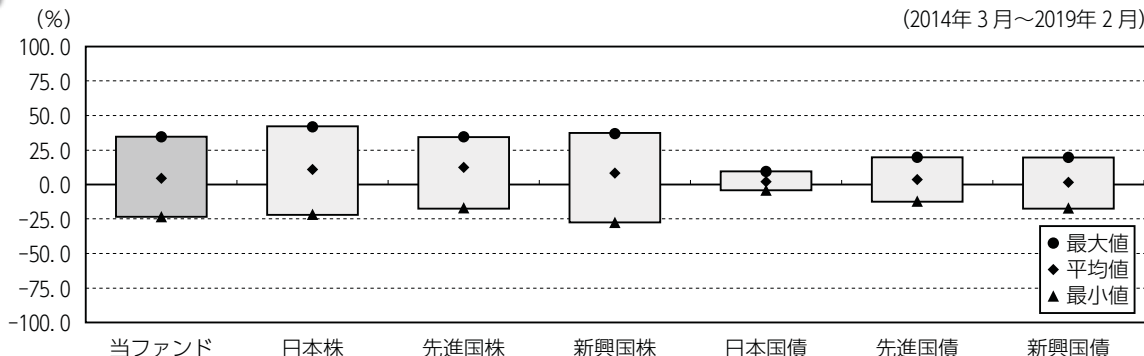 (%)
(2014年3月～2019年2月)
100.0
75.0
50.0
25.0
0.0
-25.0
-50.0
-75.0
-100.0
最大値
平均値
最小値
当ファンド 日本株 先進国株 新興国株 日本国債 先進国債 新興国債